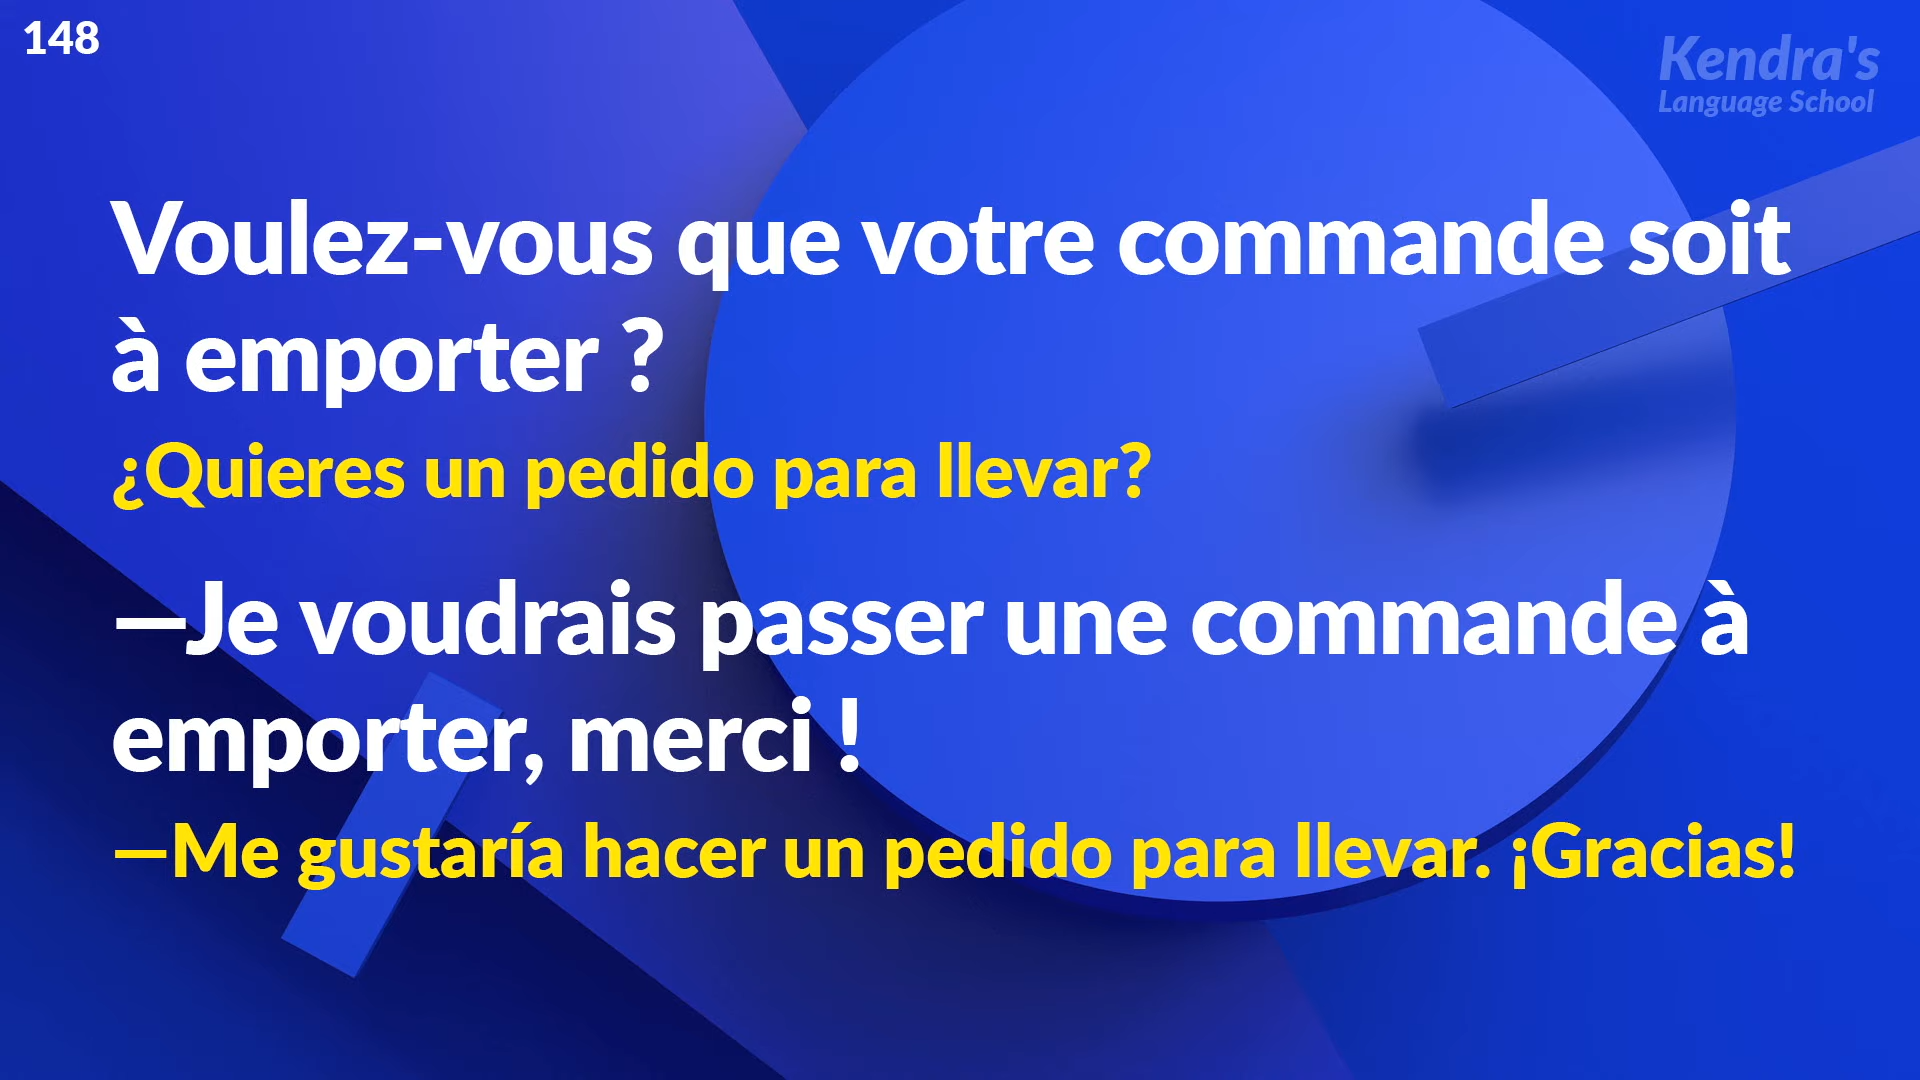 148
Kendra's
Language School
Voulez-vous que votre commande soit
à emporter ?
¿Quieres un pedido para llevar?
—Je voudrais passer une commande à
emporter, merci !
—Me gustaría hacer un pedido para llevar. ¡Gracias!